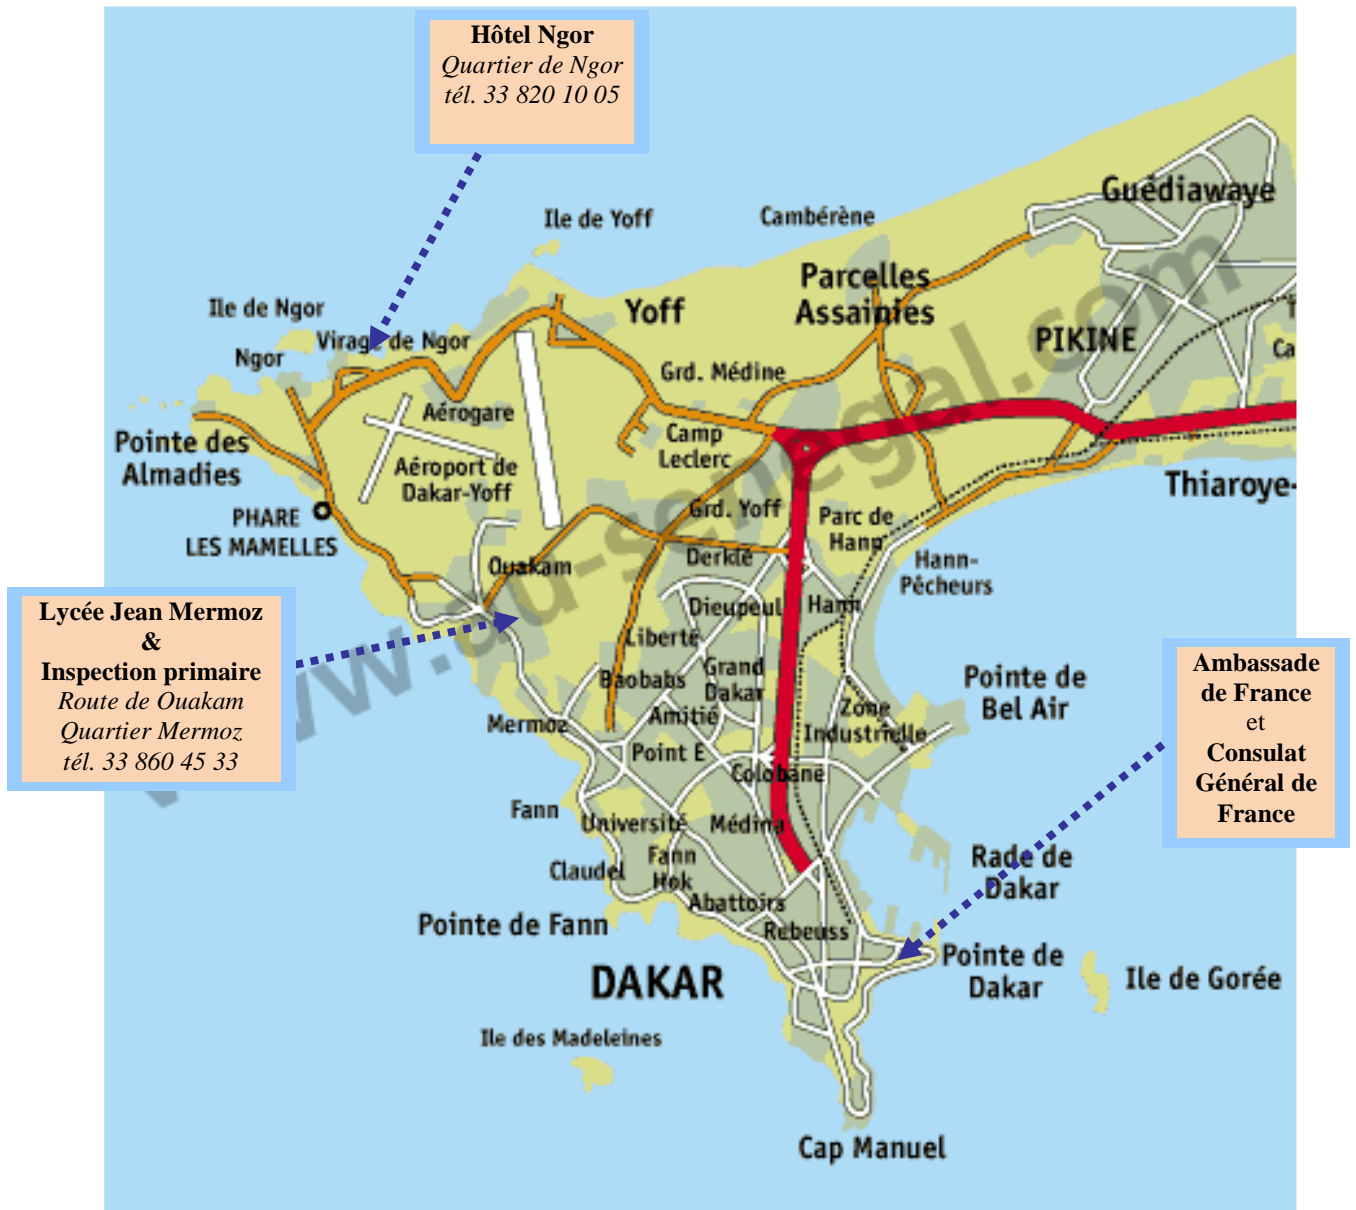 Hôtel Ngor
Quartier de Ngor
tél. 33 820 10 05
Guédiawaye
Ile de Yoff
Cambérène
Parcelles
Assainies
Ile de Ngor
Yoff
Virage de Ngor
PIKINE
Ngor
Ca
Grd. Médine
Aérogare
Pointe des
Almadies
Camp
Leclerc
Aéroport de
Dakar-Yoff
Thiaroye-
PHARE
LES MAMELLES
Grd. Yoff
Parc de
Hann
Derklé
Hann-
Pêcheurs
Ouakam
Lycée Jean Mermoz
&
Inspection primaire
Route de Ouakam
Quartier Mermoz
tél. 33 860 45 33
Dieupeul
Hann
Liberté
Grand
Dakar
Baobabs
Pointe de
Bel Air
Ambassade
de France
et
Consulat
Général de
France
Amitié
Zone
Industrielle
Mermoz
Point E
Colobane
Fann
Université
Médina
Claudel
Fann
Hok
Rade de
Dakar
Abattoirs
Pointe de Fann
Rebeuss
DAKAR
Pointe de
Dakar
Ile de Gorée
Ile des Madeleines
Cap Manuel
www.au-senegal.com